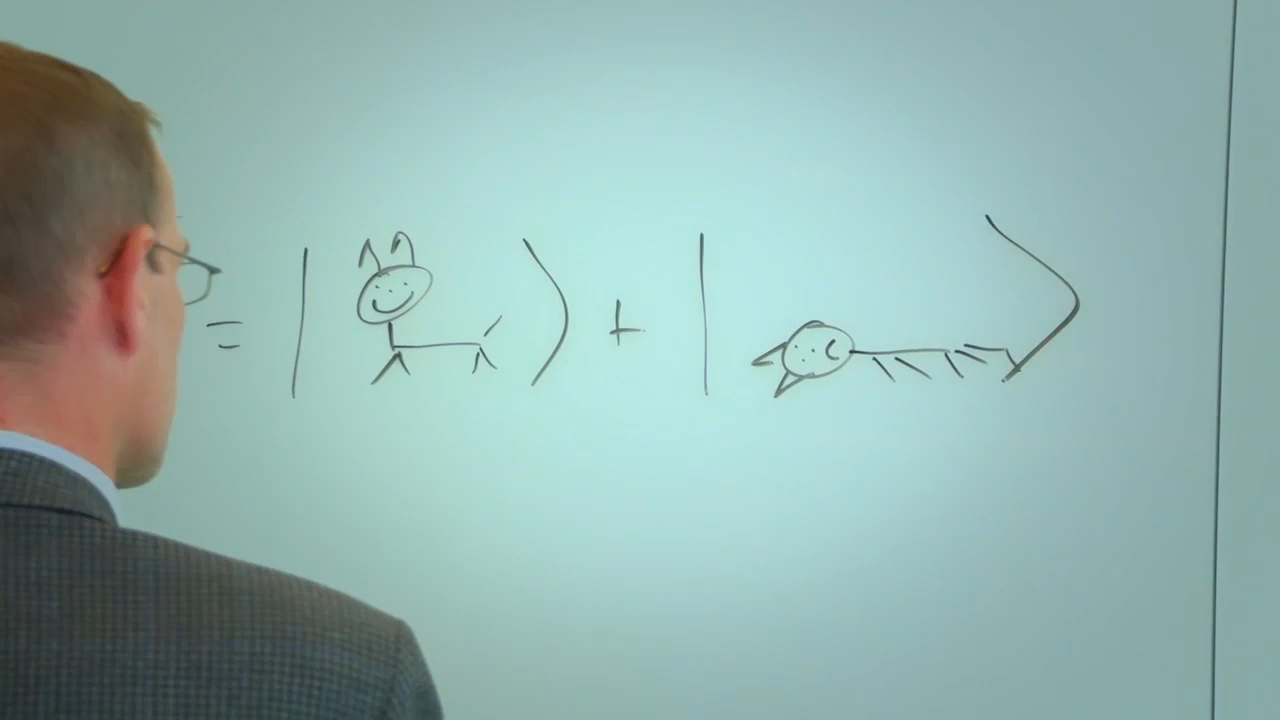 = | ⟩ + | ⟩